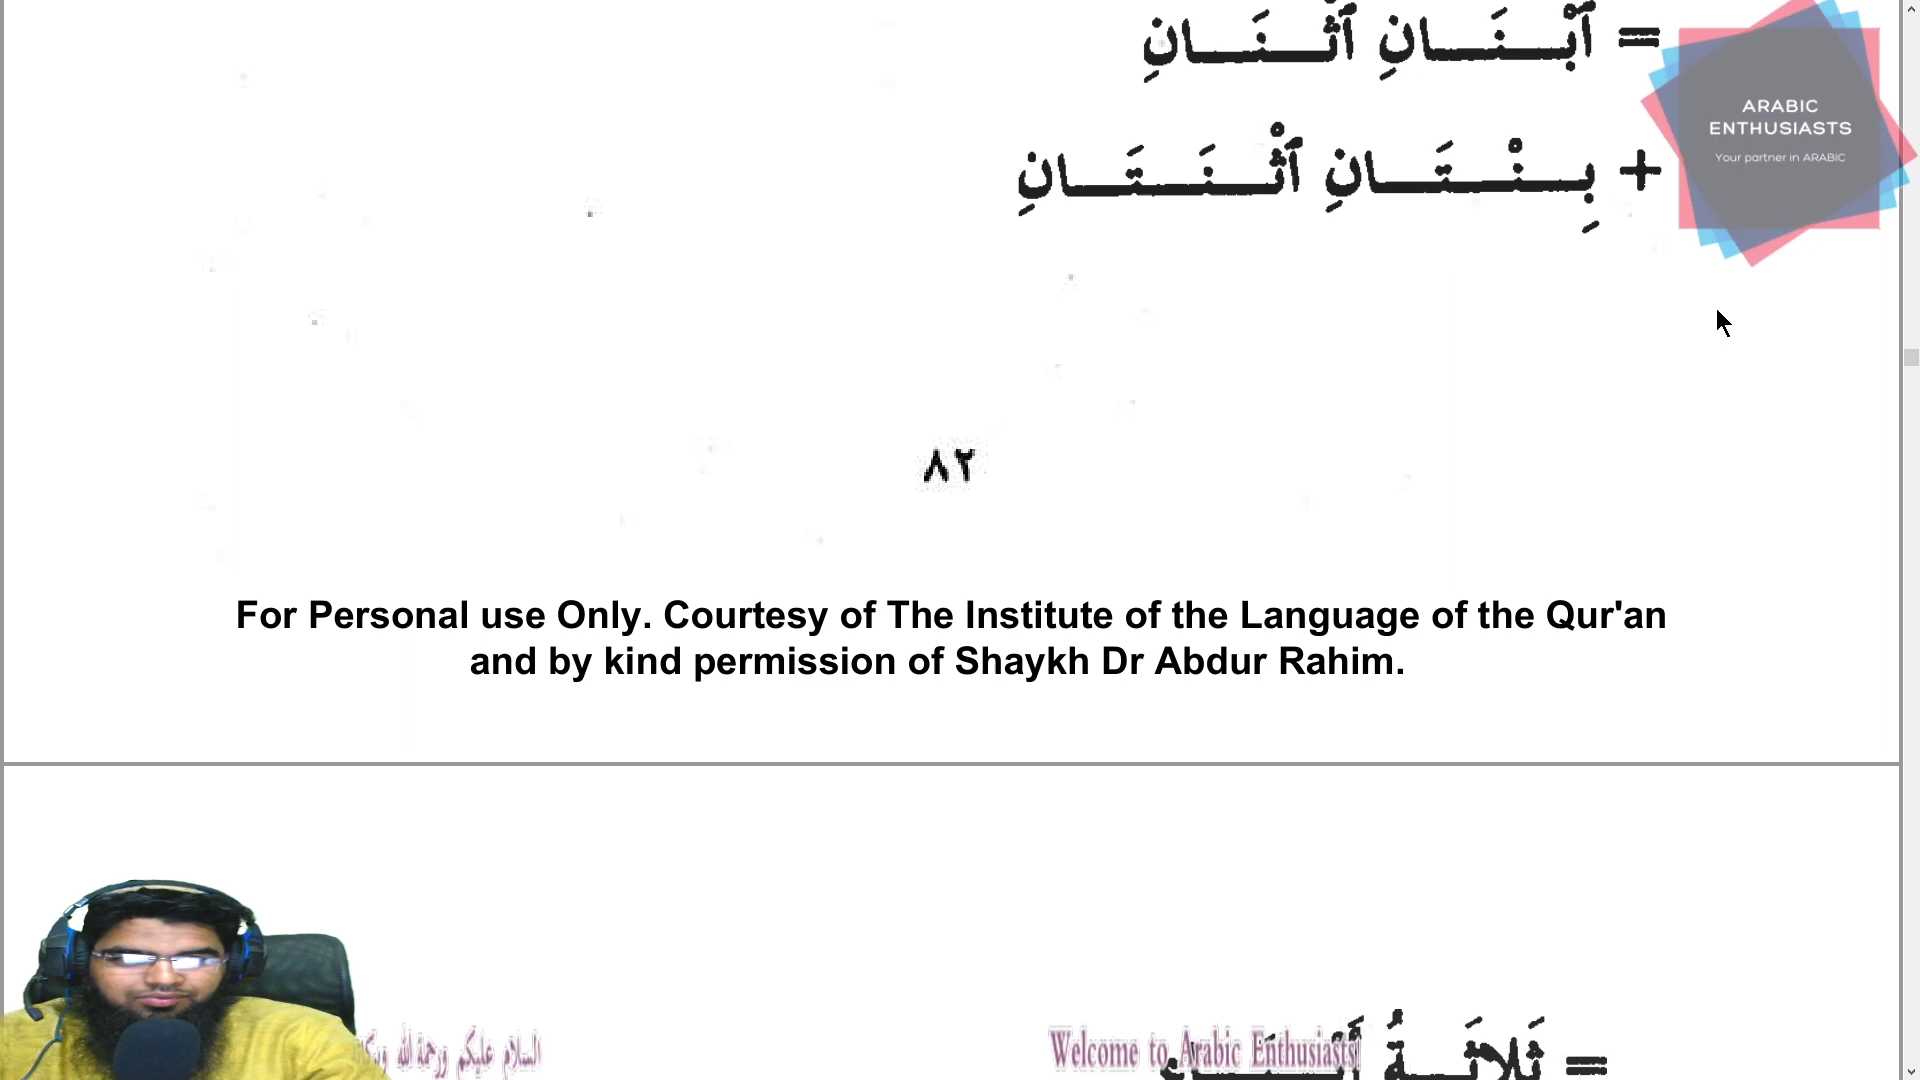 = ٱبْنَانِ ٱثْنَانِ
+ بِنْتَانِ ٱثْنَتَانِ
ARABIC
ENTHUSIASTS
Your partner in ARABIC
٨٢
For Personal use Only. Courtesy of The Institute of the Language of the Qur'an
and by kind permission of Shaykh Dr Abdur Rahim.
= ثَلاثَةُ
السلام عليكم ورحمة الله
Welcome to Arabic Enthusiasts